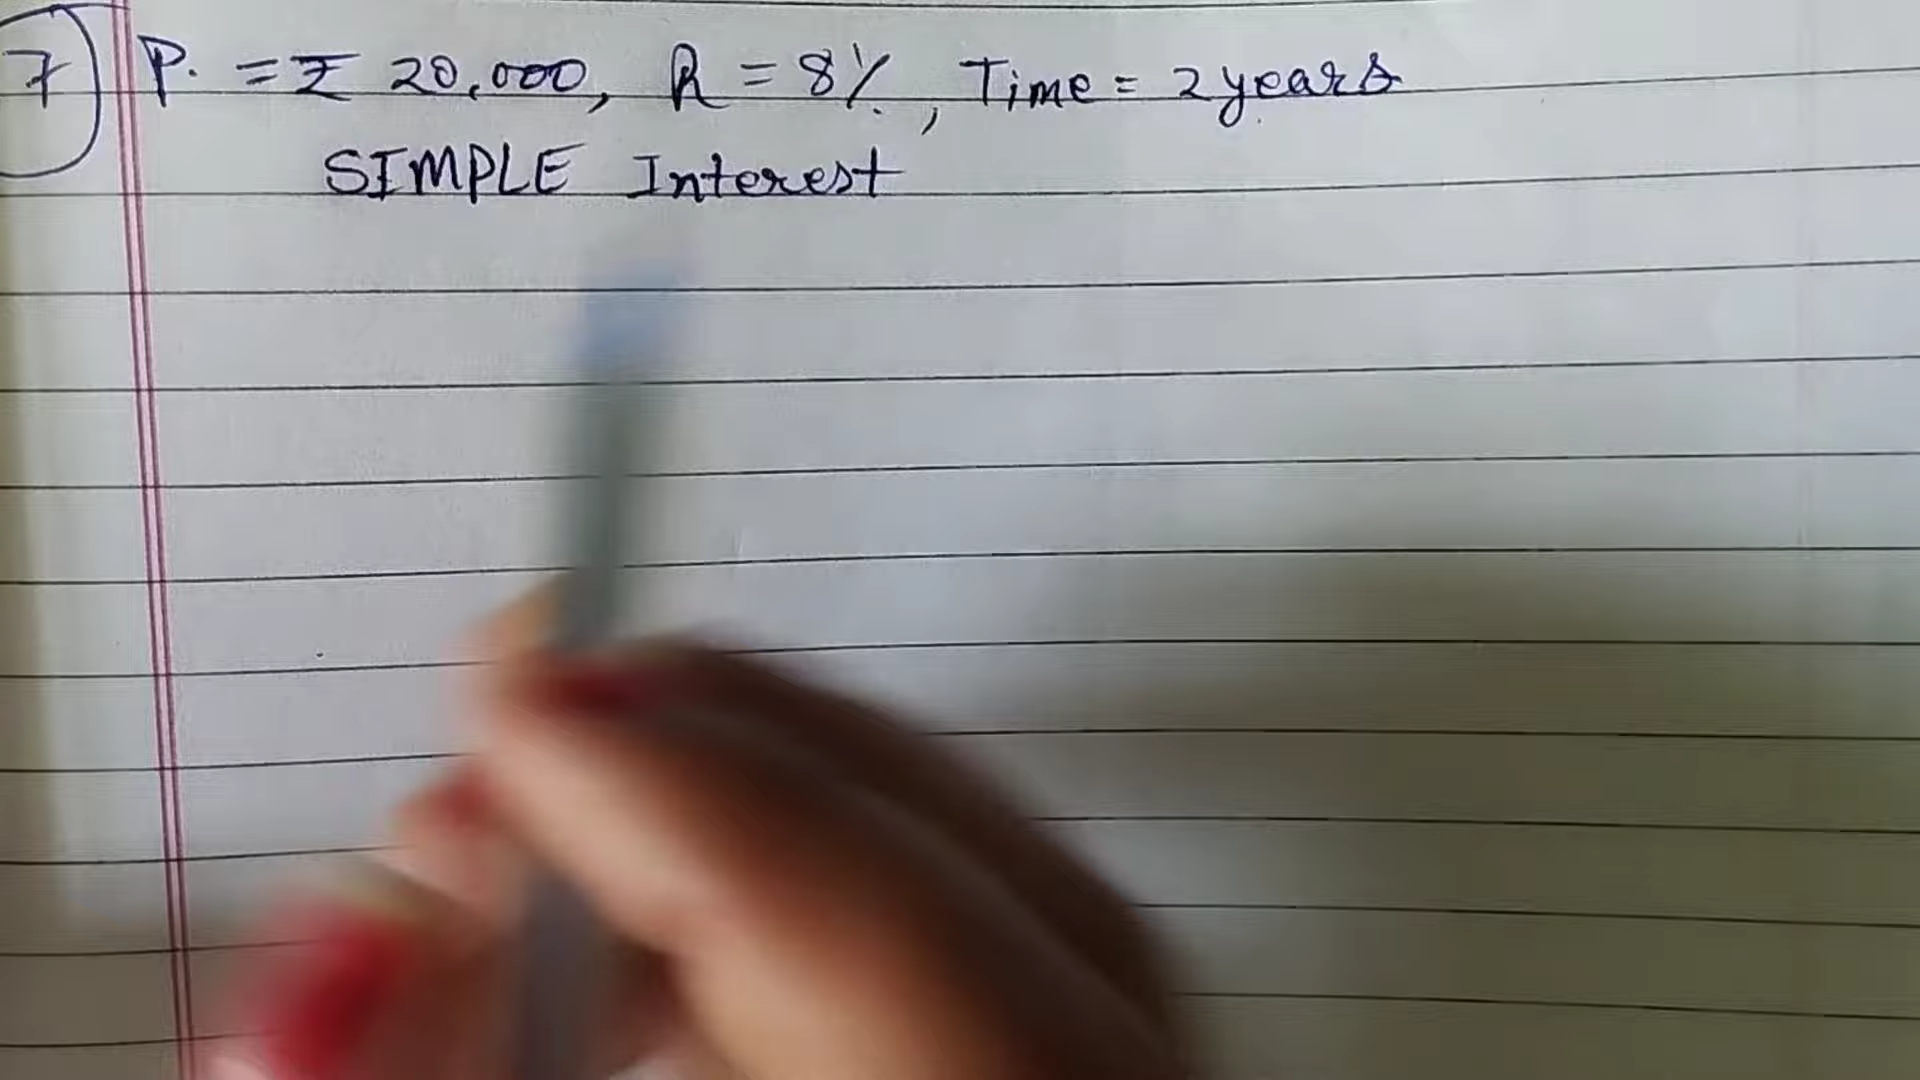 7) P. = ₹ 20,000, R = 8%, Time = 2 years
SIMPLE Interest